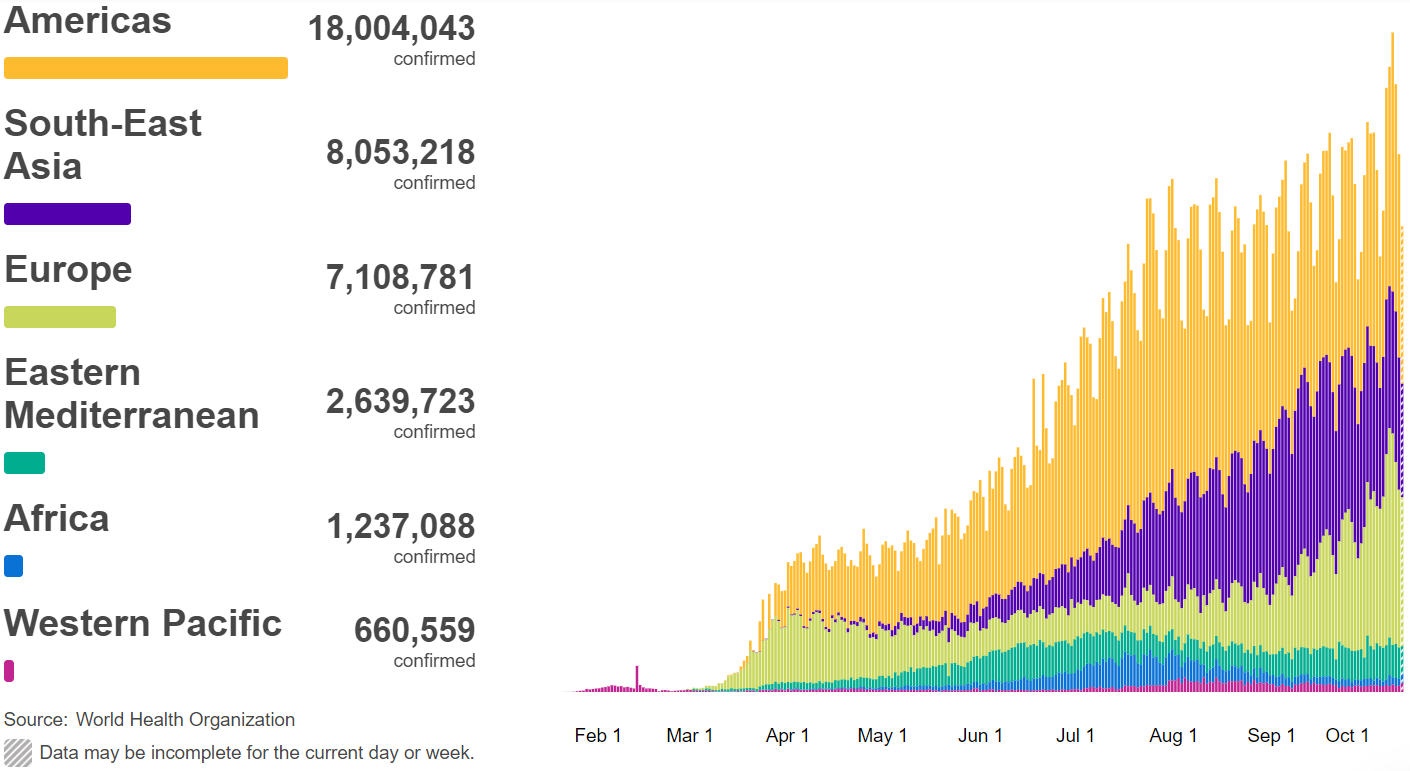 Americas
18,004,043
confirmed
South-East
Asia
8,053,218
confirmed
Europe
7,108,781
confirmed
Eastern
Mediterranean
2,639,723
confirmed
Africa
1,237,088
confirmed
Western Pacific
660,559
confirmed
Source: World Health Organization
Data may be incomplete for the current day or week.
Feb 1 Mar 1 Apr 1 May 1 Jun 1 Jul 1 Aug 1 Sep 1 Oct 1